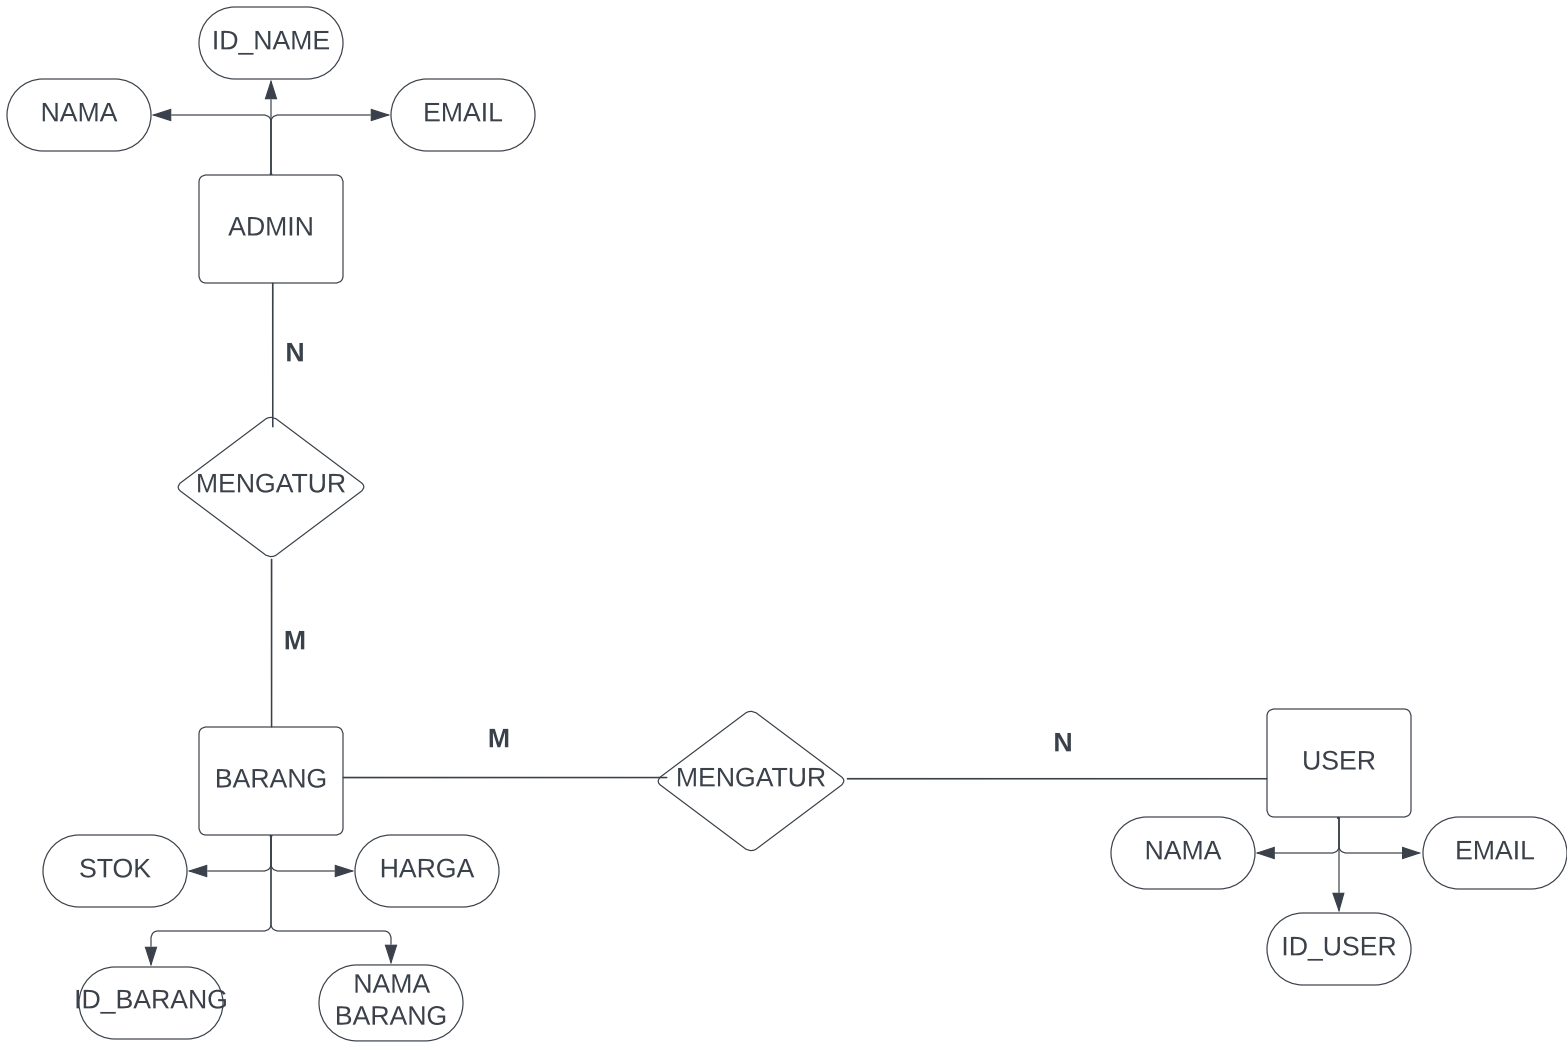 ID_NAME
NAMA
EMAIL
ADMIN
N
MENGATUR
M
BARANG
M
MENGATUR
N
USER
STOK
HARGA
NAMA
EMAIL
ID_BARANG
NAMA
BARANG
ID_USER